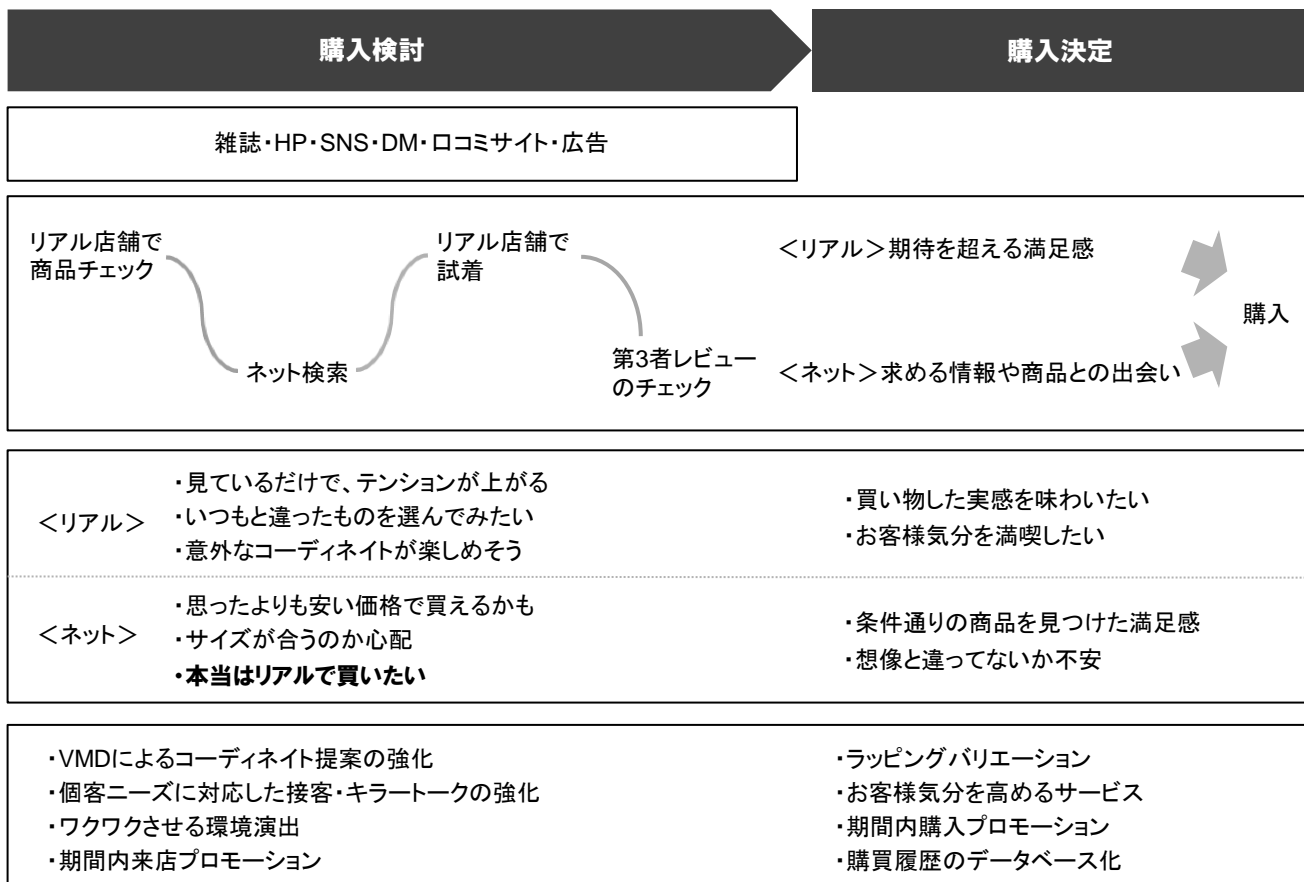 購入検討
購入決定
雑誌・HP・SNS・DM・口コミサイト・広告
リアル店舗で
商品チェック
ネット検索
リアル店舗で
試着
第3者レビュー
のチェック
＜リアル＞期待を超える満足感
＜ネット＞求める情報や商品との出会い
購入
＜リアル＞
・見ているだけで、テンションが上がる
・いつもと違ったものを選んでみたい
・意外なコーディネイトが楽しめそう
・買い物した実感を味わいたい
・お客様気分を満喫したい
＜ネット＞
・思ったよりも安い価格で買えるかも
・サイズが合うのか心配
・本当はリアルで買いたい
・条件通りの商品を見つけた満足感
・想像と違ってないか不安
・VMDによるコーディネイト提案の強化
・個客ニーズに対応した接客・キラートークの強化
・ワクワクさせる環境演出
・期間内来店プロモーション
・ラッピングバリエーション
・お客様気分を高めるサービス
・期間内購入プロモーション
・購買履歴のデータベース化